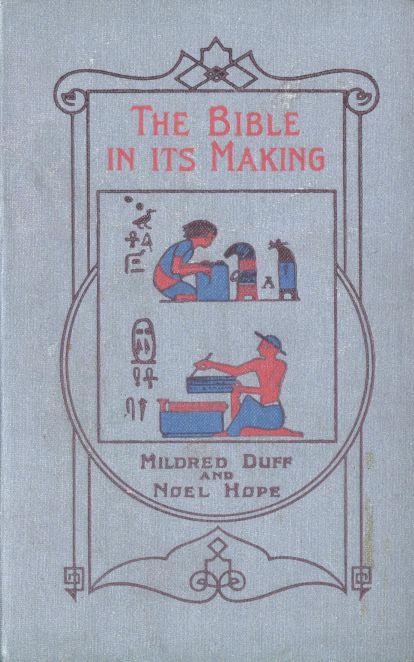 THE BIBLE
IN ITS MAKING
MILDRED DUFF
AND
NOEL HOPE